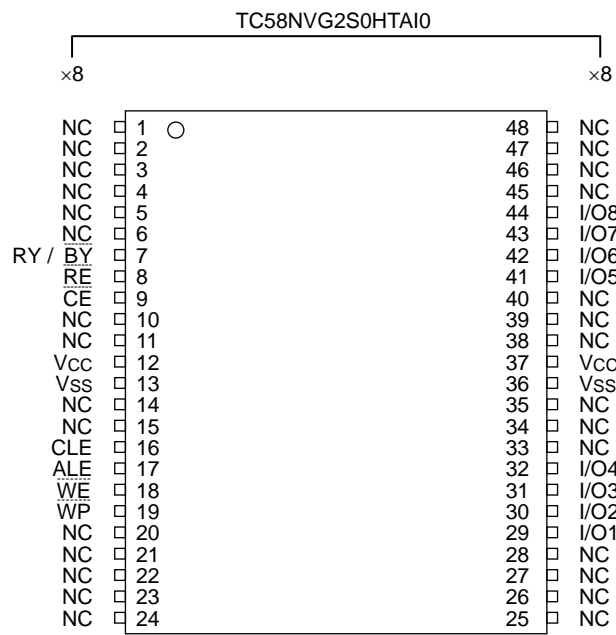 TC58NVG2S0HTAI0
×8 ×8
NC 1 48 NC
NC 2 47 NC
NC 3 46 NC
NC 4 45 NC
NC 5 44 I/O8
NC 6 43 I/O7
RY / BY 7 42 I/O6
RE 8 41 I/O5
CE 9 40 NC
NC 10 39 NC
NC 11 38 NC
VCC 12 37 VCC
VSS 13 36 VSS
NC 14 35 NC
NC 15 34 NC
CLE 16 33 NC
ALE 17 32 I/O4
WE 18 31 I/O3
WP 19 30 I/O2
NC 20 29 I/O1
NC 21 28 NC
NC 22 27 NC
NC 23 26 NC
NC 24 25 NC